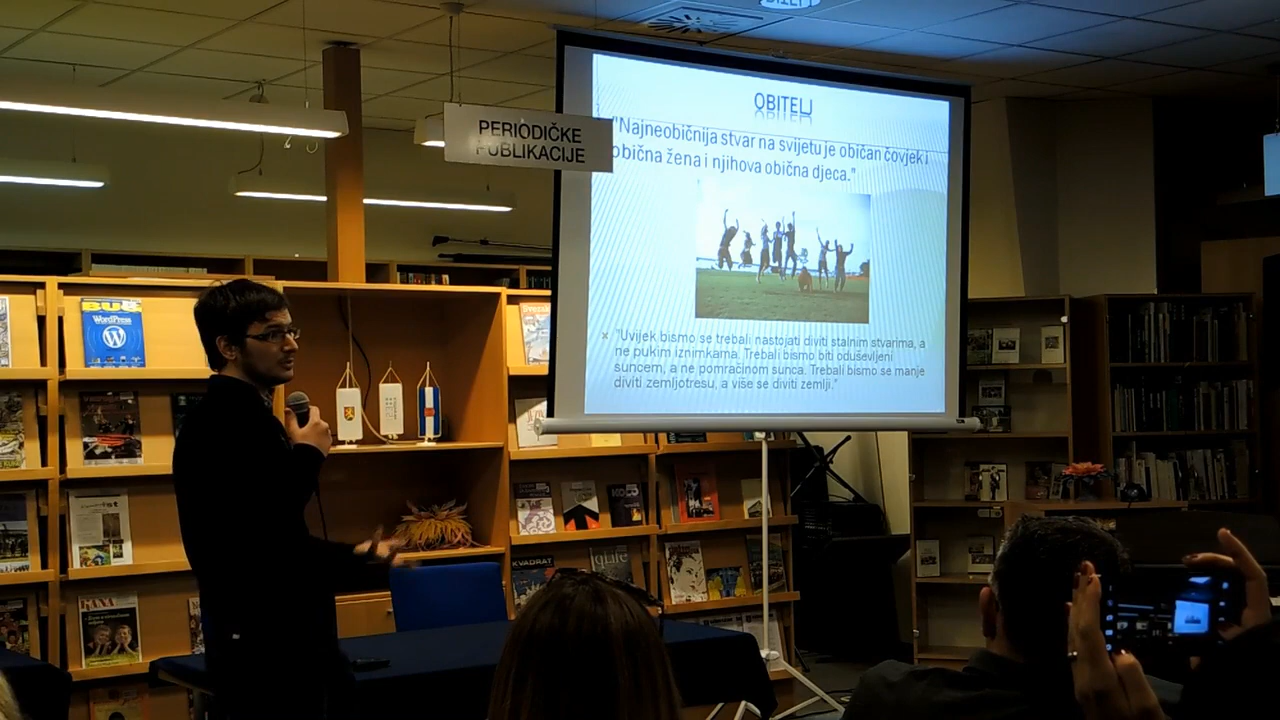 PERIODIČKE
PUBLIKACIJE
OBITELJ
"Najneobičnija stvar na svijetu je običan čovjek i
obična žena i njihova obična djeca."
"Uvijek bismo se trebali nastojati diviti stalnim stvarima, a
ne pukim iznimkama. Trebali bismo biti oduševljeni
suncem, a ne pomračinom sunca. Trebali bismo se manje
diviti zemljotresu, a više se diviti zemlji."
BUG
WordPress
KANA
KVADRAT